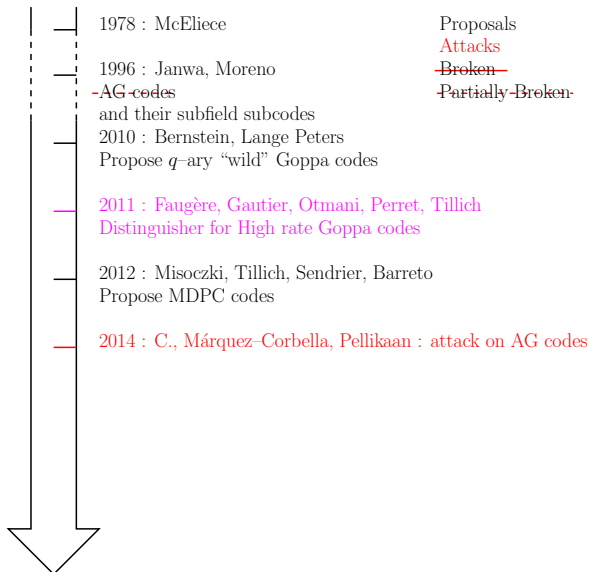 1978 : McEliece
Proposals
Attacks
1996 : Janwa, Moreno
Broken
AG codes
Partially Broken
and their subfield subcodes
2010 : Bernstein, Lange Peters
Propose q–ary “wild” Goppa codes
2011 : Faugère, Gautier, Otmani, Perret, Tillich
Distinguisher for High rate Goppa codes
2012 : Misoczki, Tillich, Sendrier, Barreto
Propose MDPC codes
2014 : C., Márquez–Corbella, Pellikaan : attack on AG codes